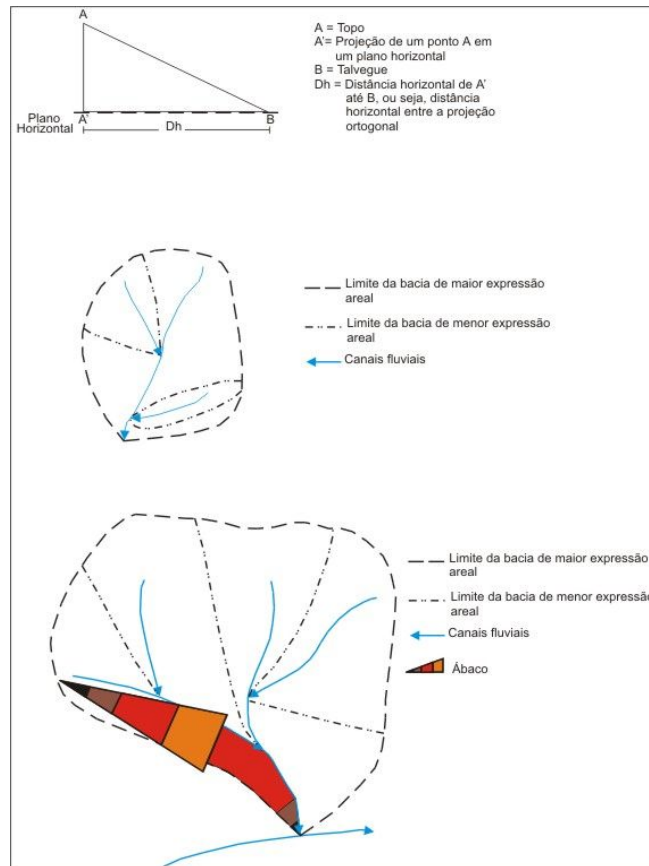 A
A = Topo
A'= Projeção de um ponto A em
um plano horizontal
B = Talvegue
Dh = Distância horizontal de A'
até B, ou seja, distância
horizontal entre a projeção
ortogonal
Plano
Horizontal
A'
B
Dh
Limite da bacia de maior expressão
areal
Limite da bacia de menor expressão
areal
Canais fluviais
Limite da bacia de maior expressão
areal
Limite da bacia de menor expressão
areal
Canais fluviais
Ábaco